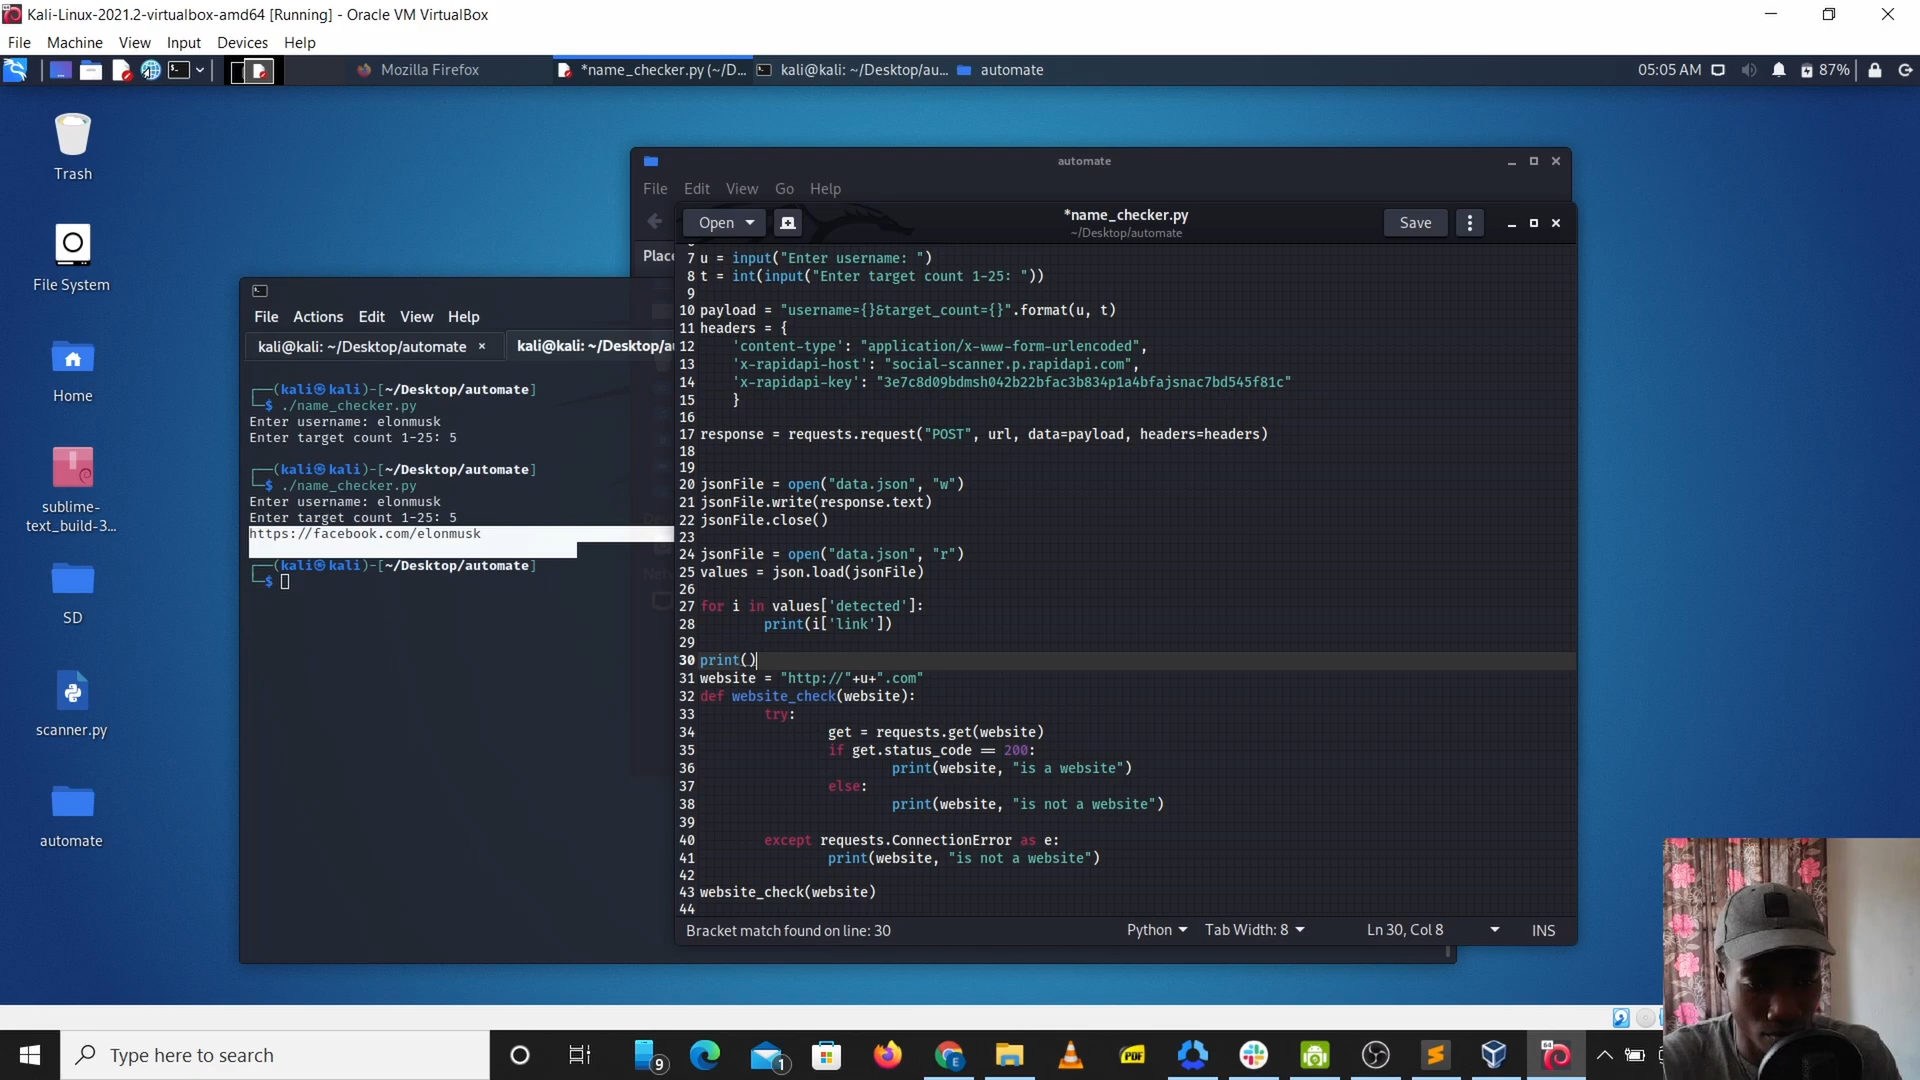 Kali-Linux-2021.2-virtualbox-amd64 [Running] - Oracle VM VirtualBox
File Machine View Input Devices Help
Mozilla Firefox
*name_checker.py (~/D...
kali@kali: ~/Desktop/au...
automate
05:05 AM
87%
Trash
File System
Home
sublime-
text_build-3...
SD
scanner.py
automate
automate
File Edit View Go Help
Place
Open
*name_checker.py
~/Desktop/automate
Save
File Actions Edit View Help
kali@kali: ~/Desktop/automate ×
kali@kali: ~/Desktop/au
┌──(kali㉿kali)-[~/Desktop/automate]
└─$ ./name_checker.py
Enter username: elonmusk
Enter target count 1-25: 5
┌──(kali㉿kali)-[~/Desktop/automate]
└─$ ./name_checker.py
Enter username: elonmusk
Enter target count 1-25: 5
https://facebook.com/elonmusk
┌──(kali㉿kali)-[~/Desktop/automate]
└─$
7 u = input("Enter username: ")
8 t = int(input("Enter target count 1-25: "))
9
10 payload = "username={}&target_count={}".format(u, t)
11 headers = {
12 'content-type': "application/x-www-form-urlencoded",
13 'x-rapidapi-host': "social-scanner.p.rapidapi.com",
14 'x-rapidapi-key': "3e7c8d09bdmsh042b22bfac3b834p1a4bfajsnac7bd545f81c"
15 }
16
17 response = requests.request("POST", url, data=payload, headers=headers)
18
19
20 jsonFile = open("data.json", "w")
21 jsonFile.write(response.text)
22 jsonFile.close()
23
24 jsonFile = open("data.json", "r")
25 values = json.load(jsonFile)
26
27 for i in values['detected']:
28 print(i['link'])
29
30 print()
31 website = "http://"+u+".com"
32 def website_check(website):
33 try:
34 get = requests.get(website)
35 if get.status_code == 200:
36 print(website, "is a website")
37 else:
38 print(website, "is not a website")
39
40 except requests.ConnectionError as e:
41 print(website, "is not a website")
42
43 website_check(website)
44
Bracket match found on line: 30
Python
Tab Width: 8
Ln 30, Col 8
INS
Type here to search
9
1
PDF
E
64